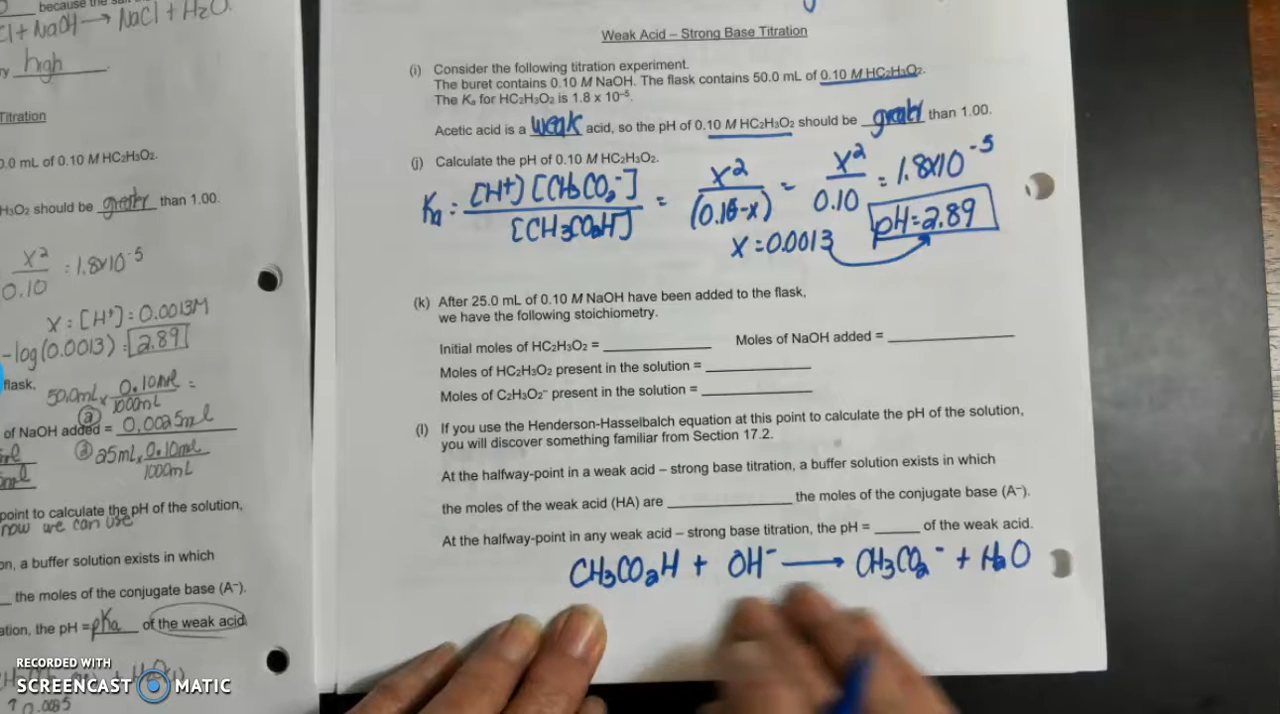 because the
Cl + NaOH → NaCl + H₂O.
high
Titration
0.0 mL of 0.10 M HC₂H₃O₂.
H₃O₂ should be greater than 1.00.
x²
0.10
= 1.8x10⁻⁵
x = [H⁺] = 0.0013M
-log(0.0013) = 2.89
flask,
50.0mL x 0.10mol =
1000mL
of NaOH added = 0.0025mol
② 25mL x 0.10mol
1000mL
point to calculate the pH of the solution,
now we can use
on, a buffer solution exists in which
the moles of the conjugate base (A⁻).
ation, the pH = pKa of the weak acid.
RECORDED WITH
SCREENCAST MATIC
Weak Acid – Strong Base Titration
(i) Consider the following titration experiment.
The buret contains 0.10 M NaOH. The flask contains 50.0 mL of 0.10 M HC₂H₃O₂.
The Kₐ for HC₂H₃O₂ is 1.8 x 10⁻⁵.
Acetic acid is a weak acid, so the pH of 0.10 M HC₂H₃O₂ should be greater than 1.00.
(j) Calculate the pH of 0.10 M HC₂H₃O₂.
Ka = [H⁺][CH₃CO₂⁻] / [CH₃CO₂H] = x² / (0.10-x) = x² / 0.10 = 1.8x10⁻⁵
x = 0.0013 pH = 2.89
(k) After 25.0 mL of 0.10 M NaOH have been added to the flask,
we have the following stoichiometry.
Initial moles of HC₂H₃O₂ = ________ Moles of NaOH added = ________
Moles of HC₂H₃O₂ present in the solution = ________
Moles of C₂H₃O₂⁻ present in the solution = ________
(l) If you use the Henderson-Hasselbalch equation at this point to calculate the pH of the solution,
you will discover something familiar from Section 17.2.
At the halfway-point in a weak acid – strong base titration, a buffer solution exists in which
the moles of the weak acid (HA) are ________ the moles of the conjugate base (A⁻).
At the halfway-point in any weak acid – strong base titration, the pH = _____ of the weak acid.
CH₃CO₂H + OH⁻ → CH₃CO₂⁻ + H₂O